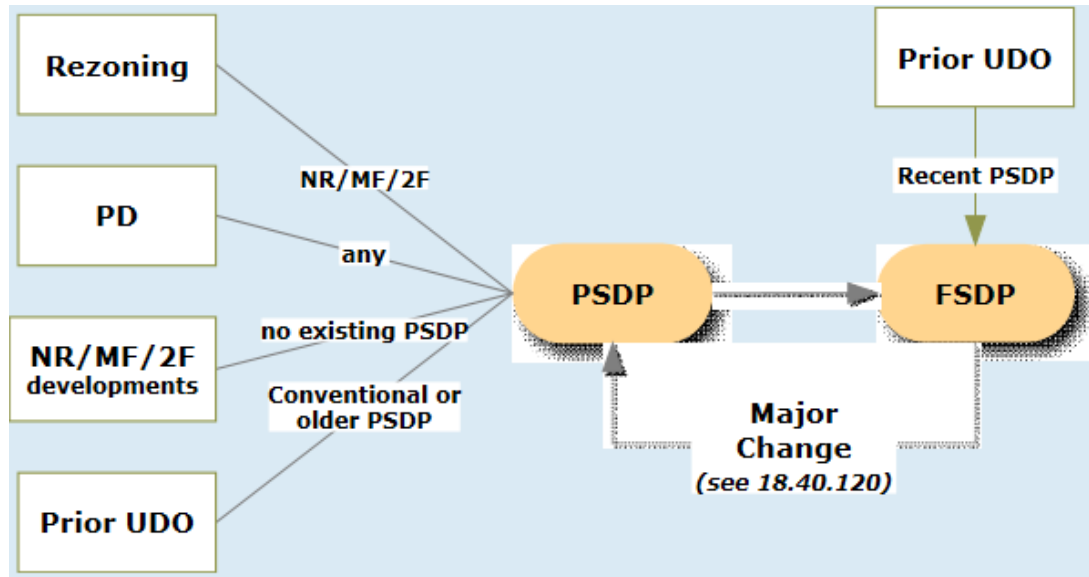 Rezoning
Prior UDO
NR/MF/2F
Recent PSDP
PD
any
PSDP
FSDP
no existing PSDP
NR/MF/2F
developments
Conventional or
older PSDP
Major
Change
(see 18.40.120)
Prior UDO